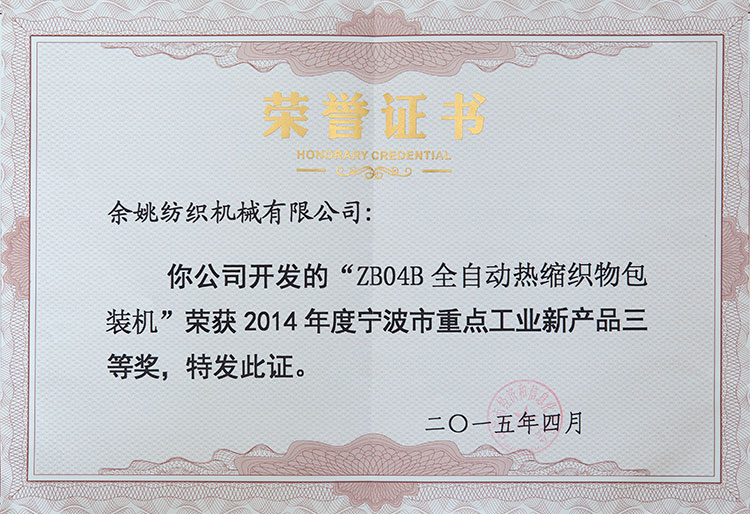 荣誉证书
HONORARY CREDENTIAL
余姚纺织机械有限公司：
你公司开发的“ZB04B 全自动热缩织物包
装机”荣获 2014 年度宁波市重点工业新产品三
等奖，特发此证。
二〇一五年四月